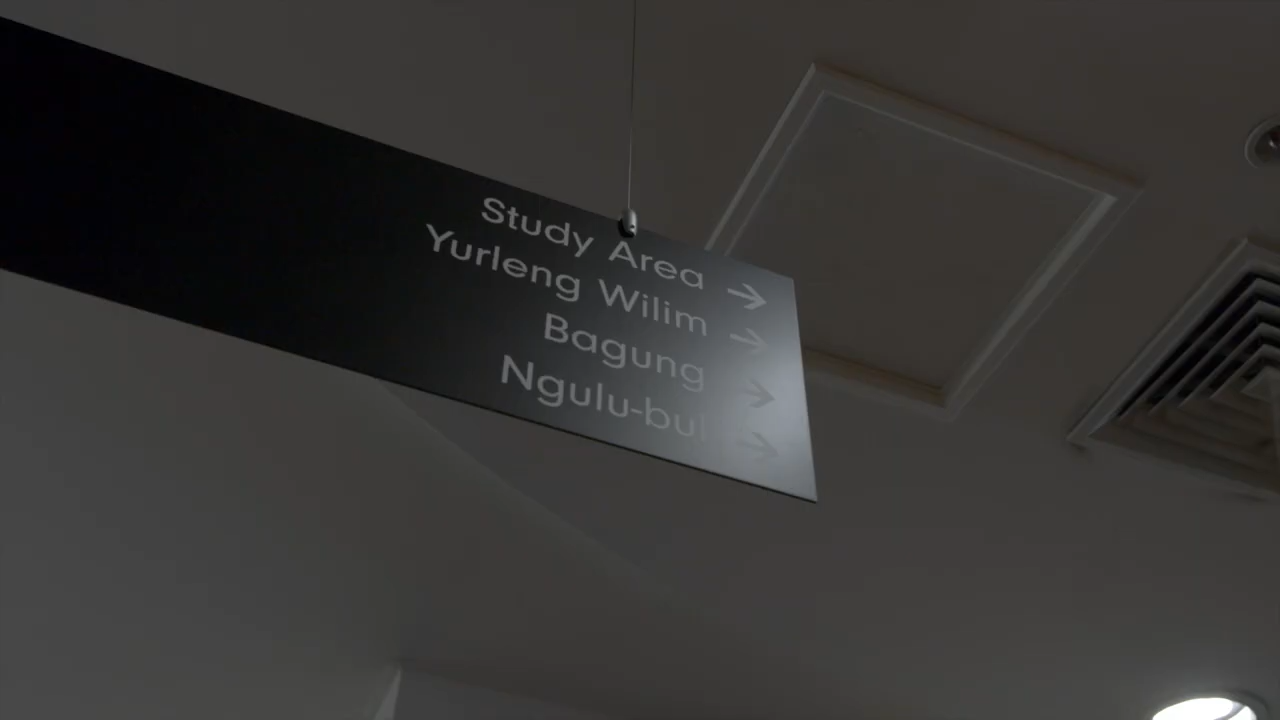 Study Area →
Yurleng Wilim →
Bagung →
Ngulu-bul →